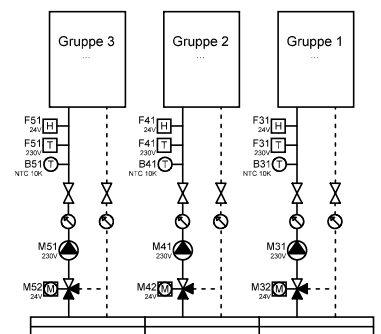 Gruppe 3
...
F51 H
24V
F51 T
230V
B51 T
NTC 10K
M51
230V
M52 M
24V
Gruppe 2
...
F41 H
24V
F41 T
230V
B41 T
NTC 10K
M41
230V
M42 M
24V
Gruppe 1
...
F31 H
24V
F31 T
230V
B31 T
NTC 10K
M31
230V
M32 M
24V